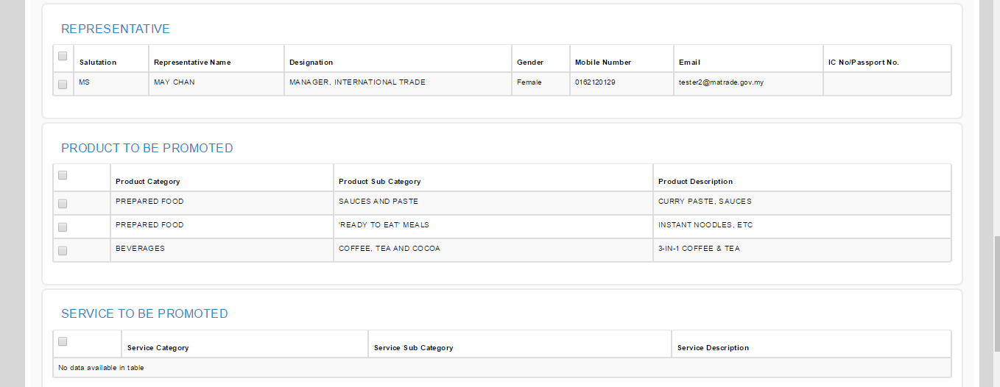 REPRESENTATIVE
Salutation Representative Name Designation Gender Mobile Number Email IC No/Passport No.
MS MAY CHAN MANAGER, INTERNATIONAL TRADE Female 0162120129 tester2@matrade.gov.my
PRODUCT TO BE PROMOTED
Product Category Product Sub Category Product Description
PREPARED FOOD SAUCES AND PASTE CURRY PASTE, SAUCES
PREPARED FOOD 'READY TO EAT' MEALS INSTANT NOODLES, ETC
BEVERAGES COFFEE, TEA AND COCOA 3-IN-1 COFFEE & TEA
SERVICE TO BE PROMOTED
Service Category Service Sub Category Service Description
No data available in table